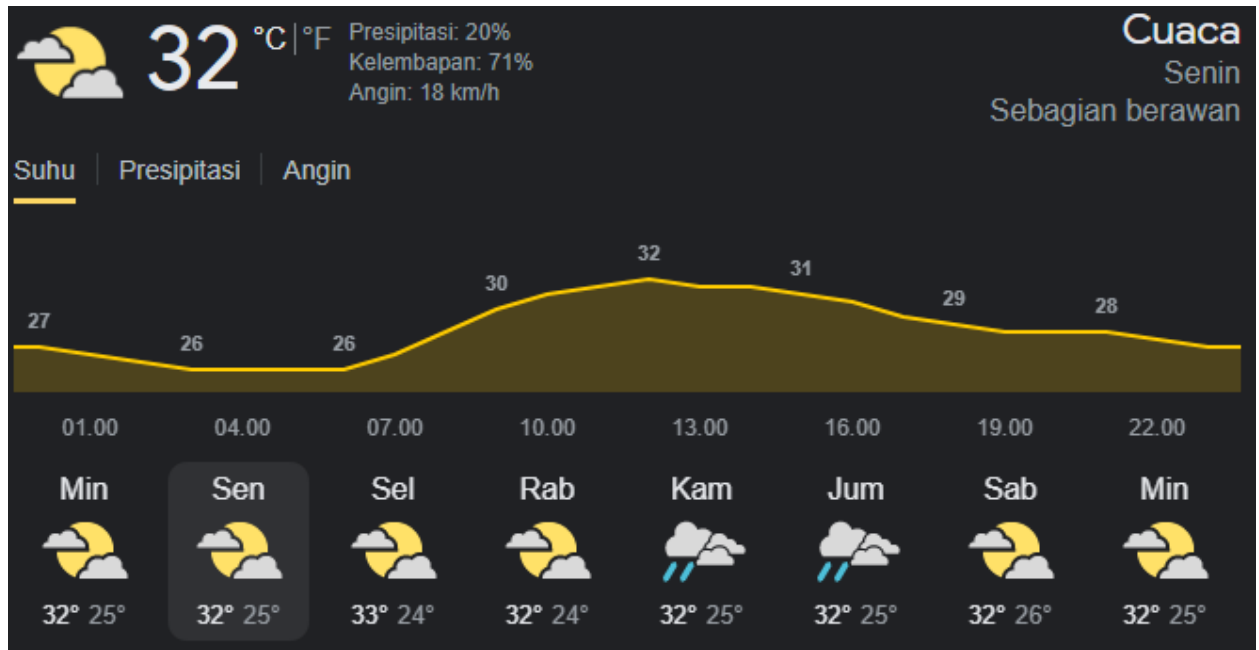 32 °C|°F
Presipitasi: 20%
Kelembapan: 71%
Angin: 18 km/h
Cuaca
Senin
Sebagian berawan
Suhu | Presipitasi | Angin
27 26 26 30 32 31 29 28
01.00 04.00 07.00 10.00 13.00 16.00 19.00 22.00
Min Sen Sel Rab Kam Jum Sab Min
32° 25° 32° 25° 33° 24° 32° 24° 32° 25° 32° 25° 32° 26° 32° 25°